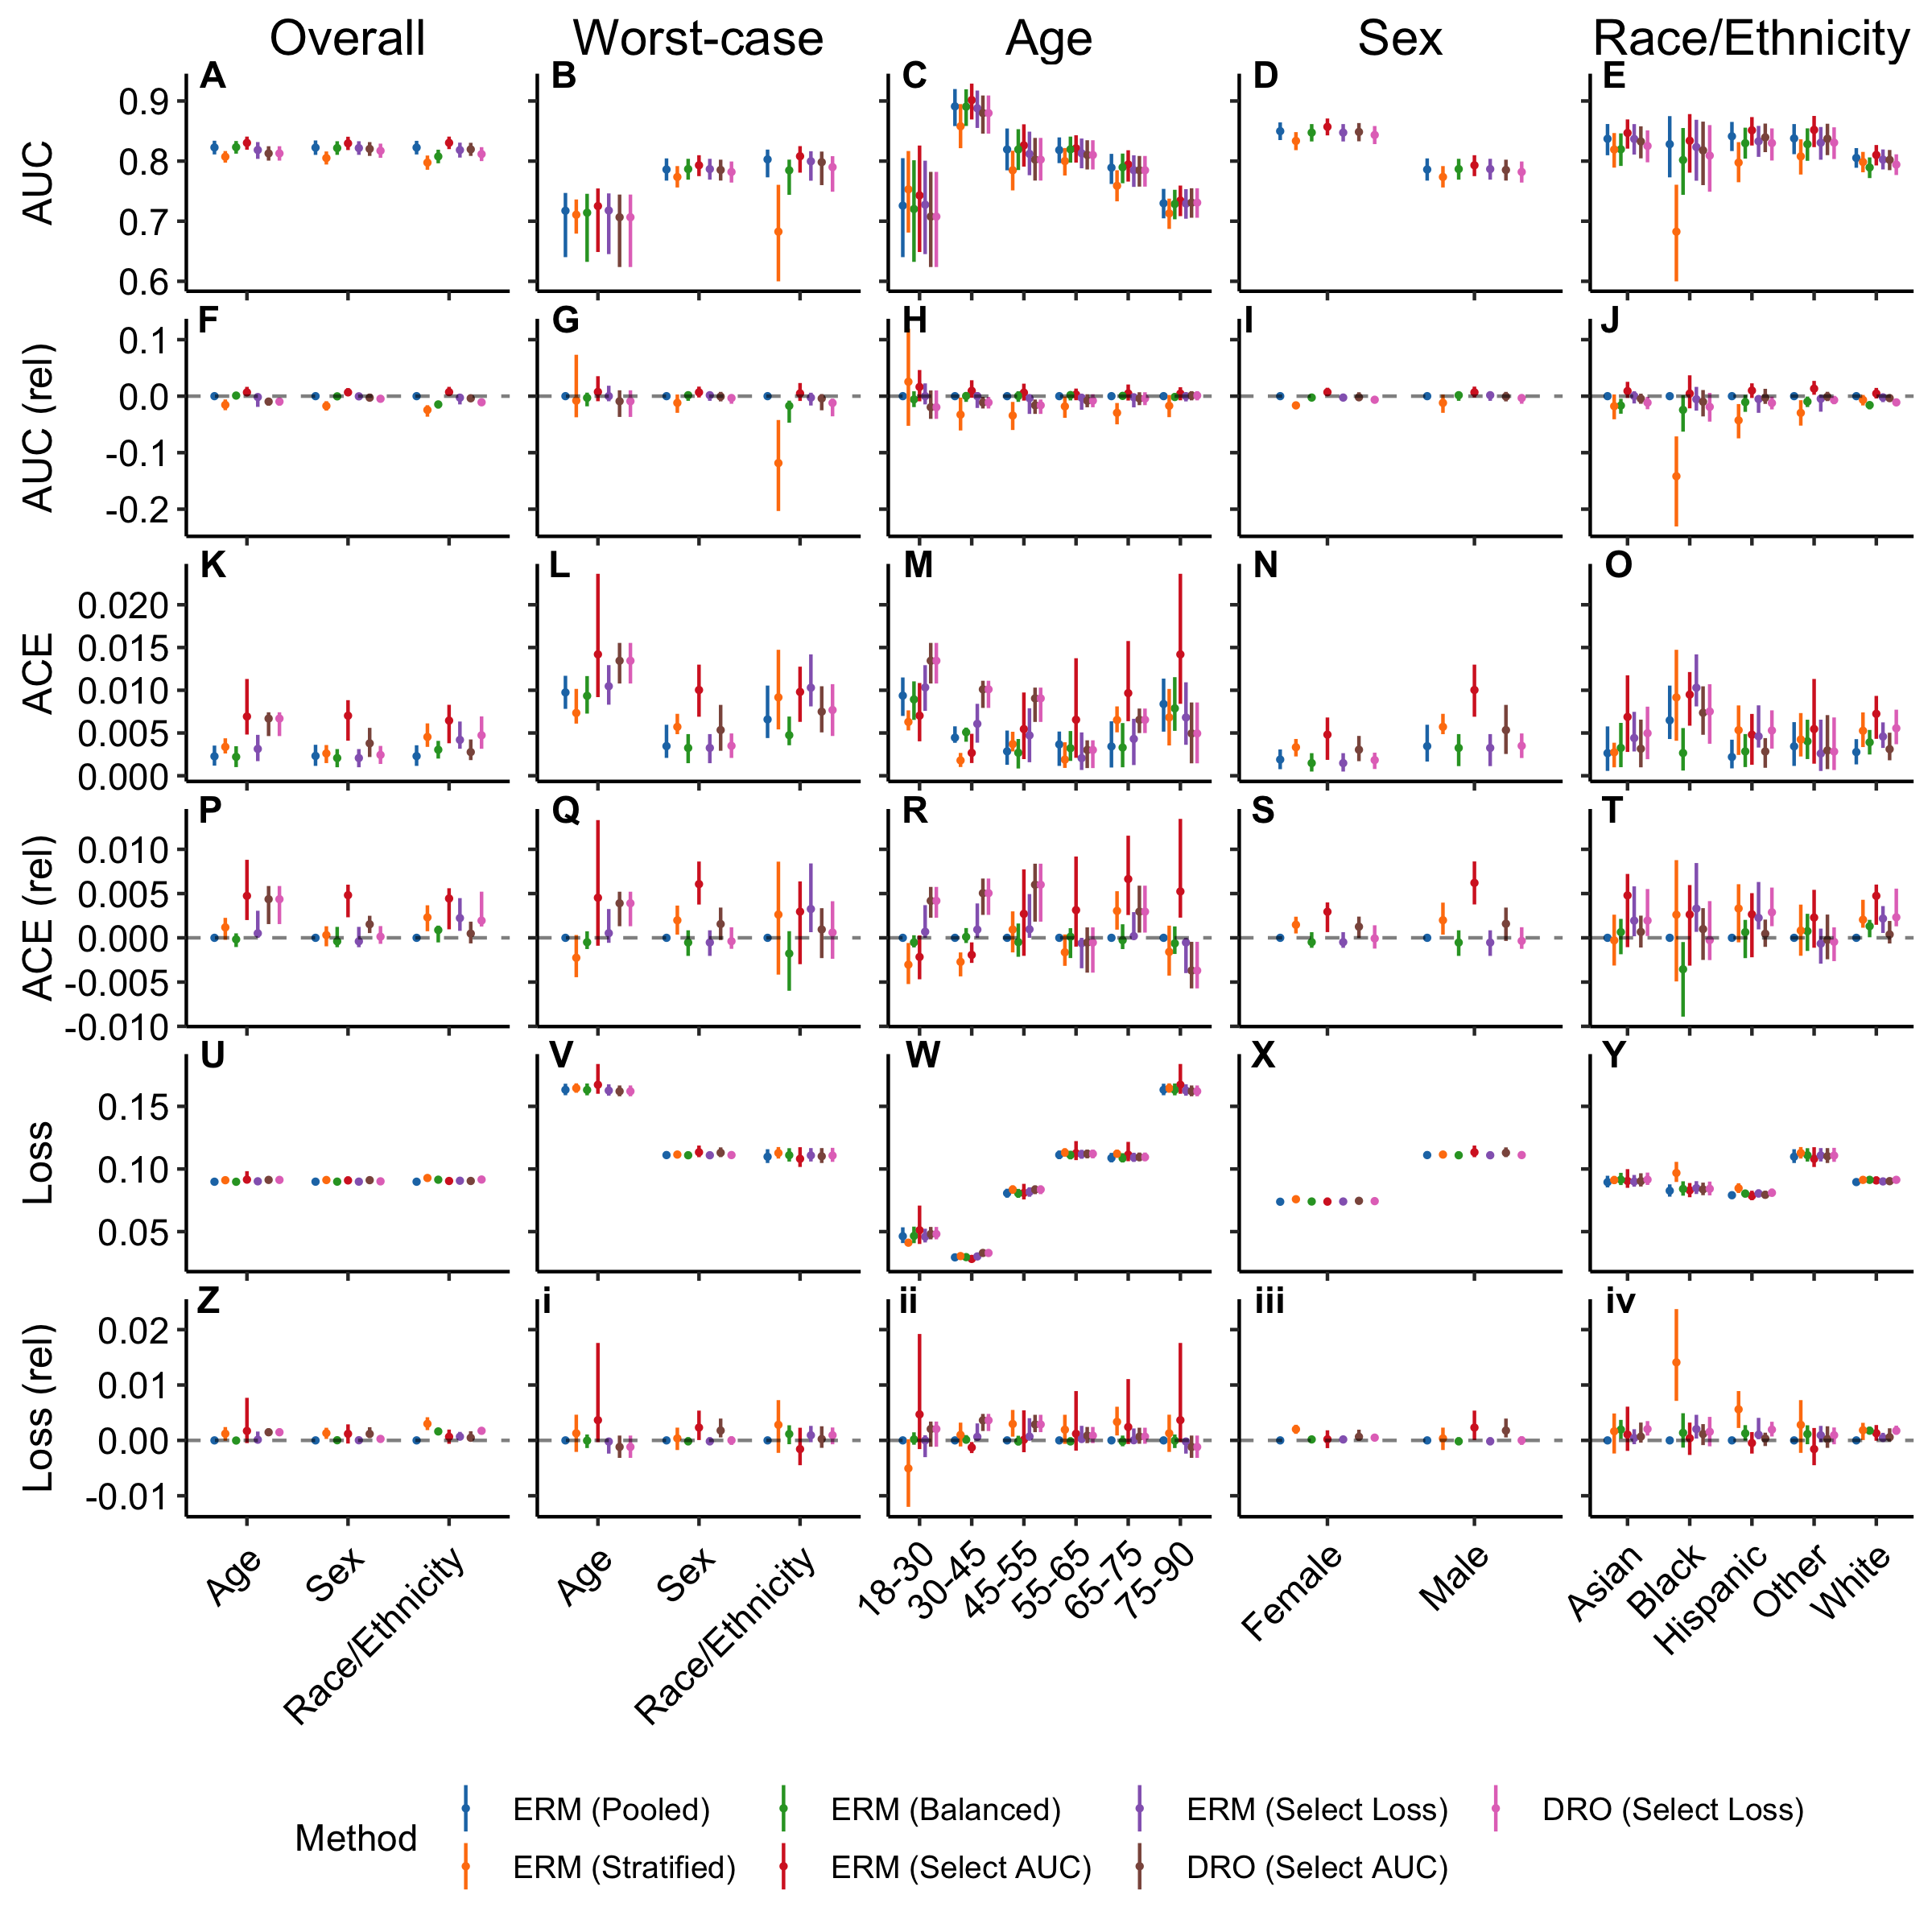 Overall Worst-case Age Sex Race/Ethnicity
A B C D E
AUC
0.9
0.8
0.7
0.6
F G H I J
AUC (rel)
0.1
0.0
-0.1
-0.2
K L M N O
ACE
0.020
0.015
0.010
0.005
0.000
P Q R S T
ACE (rel)
0.010
0.005
0.000
-0.005
-0.010
U V W X Y
Loss
0.15
0.10
0.05
Z i ii iii iv
Loss (rel)
0.02
0.01
0.00
-0.01
Age Sex Race/Ethnicity Age Sex Race/Ethnicity 18-30 30-45 45-55 55-65 65-75 75-90 Female Male Asian Black Hispanic Other White
Method
ERM (Pooled) ERM (Balanced) ERM (Select Loss) DRO (Select Loss)
ERM (Stratified) ERM (Select AUC) DRO (Select AUC)